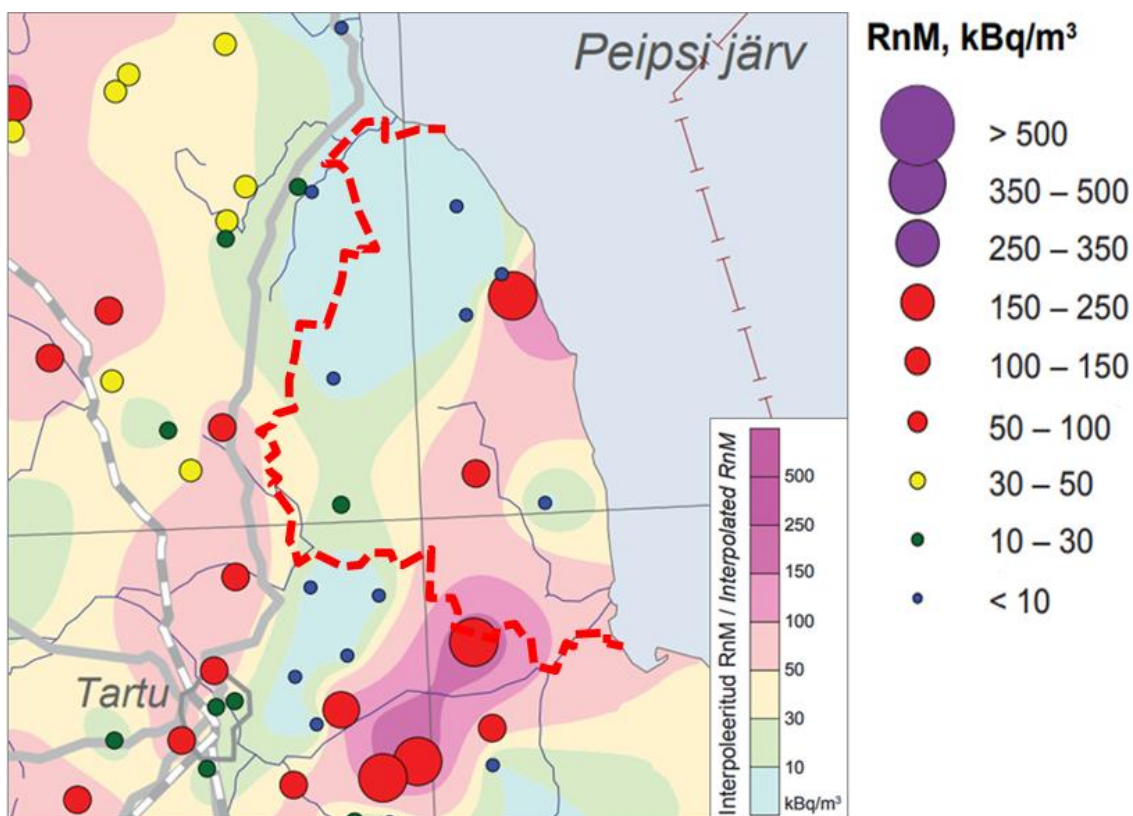 Peipsi järv
Tartu
Interpoleeritud RnM / Interpolated RnM
500
250
150
100
50
30
10
kBq/m³
RnM, kBq/m³
> 500
350 – 500
250 – 350
150 – 250
100 – 150
50 – 100
30 – 50
10 – 30
< 10